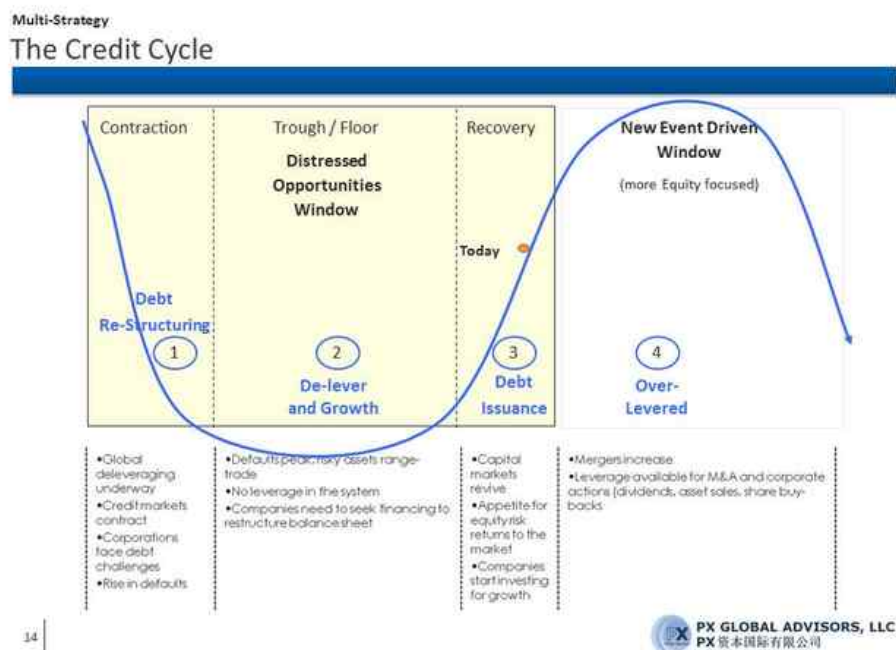 Multi-Strategy
The Credit Cycle
Contraction
Trough / Floor
Recovery
Distressed
Opportunities
Window
New Event Driven
Window
(more Equity focused)
Today
Debt
Re-Structuring
1
2
De-lever
and Growth
3
Debt
Issuance
4
Over-
Levered
•Global
deleveraging
underway
•Credit markets
contract
•Corporations
face debt
challenges
•Rise in defaults
•Defaults peak, risky assets range-
trade
•No leverage in the system
•Companies need to seek financing to
restructure balance sheet
•Capital
markets
revive
•Appetite for
equity risk
returns to the
market
•Companies
start investing
for growth
•Mergers increase
•Leverage available for M&A and corporate
actions (dividends, asset sales, share buy-
backs
14
PX
PX GLOBAL ADVISORS, LLC
PX 资本国际有限公司